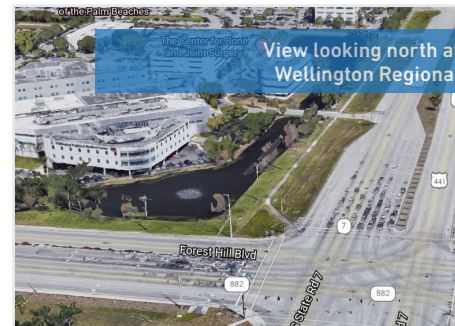 of the Palm Beaches
The Center for Bone
and Joint Surgery
View looking north a
Wellington Regiona
441
7
Forest Hill Blvd
882
882
S State Rd 7
d 7